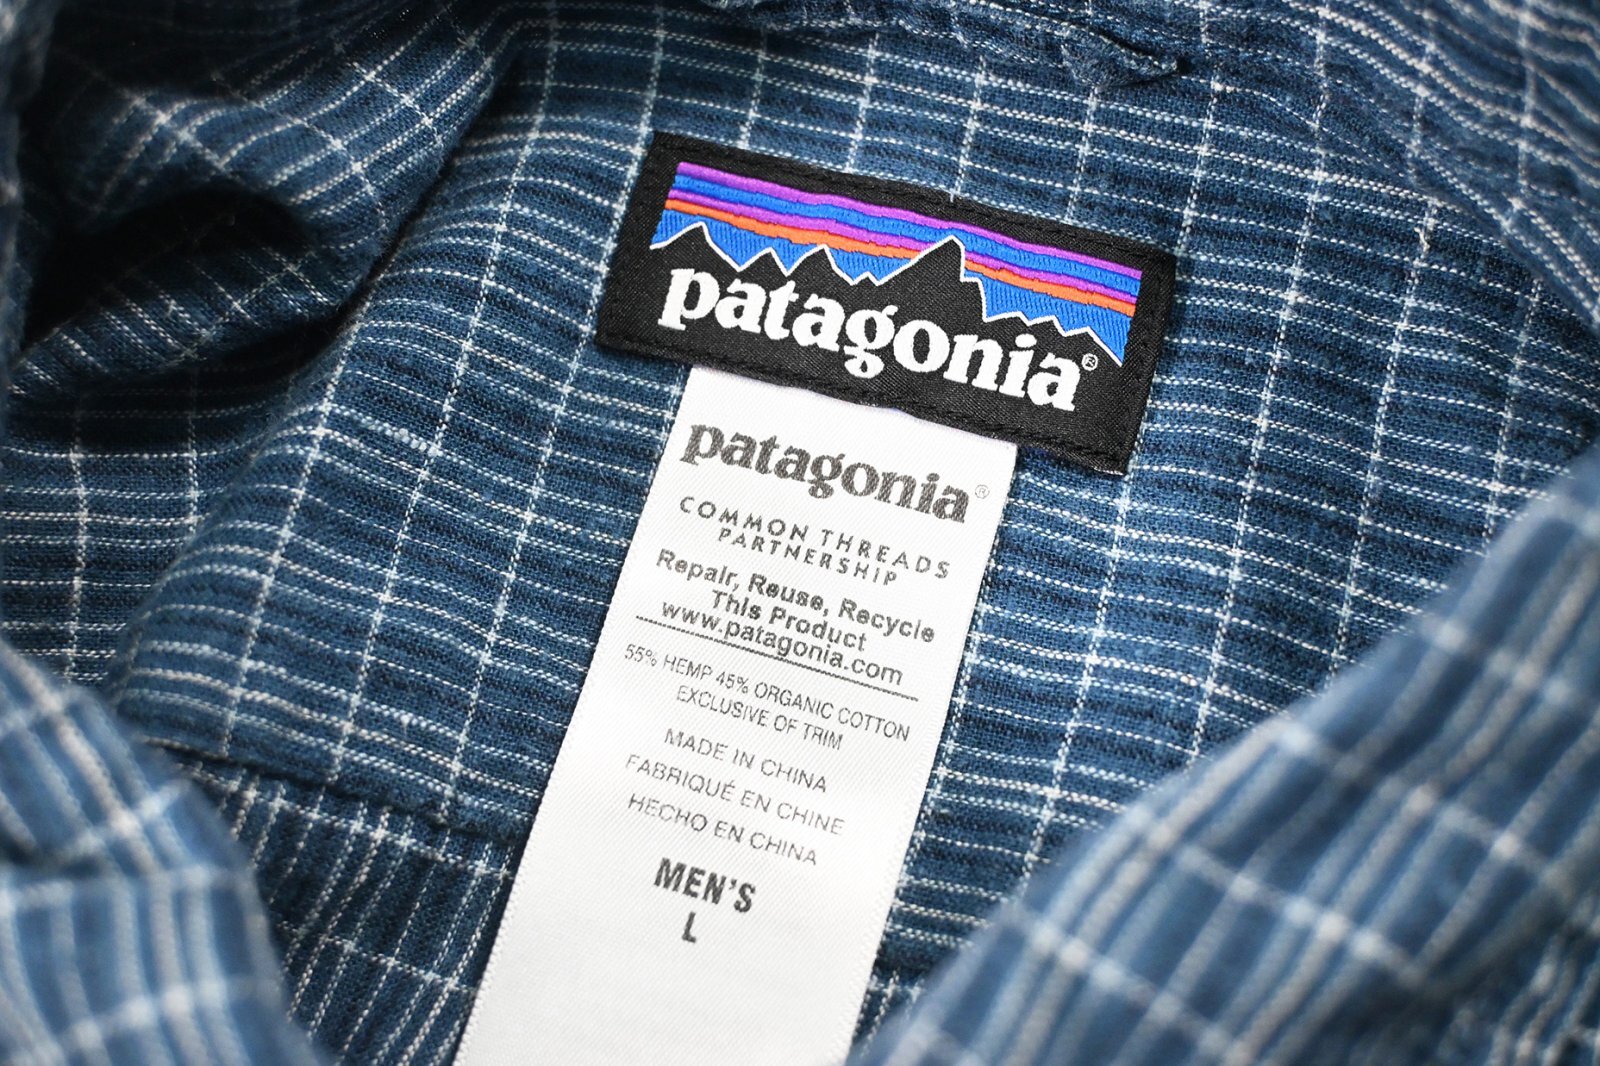 patagonia®
patagonia®
COMMON THREADS
PARTNERSHIP
Repair, Reuse, Recycle
This Product
www.patagonia.com
55% HEMP 45% ORGANIC COTTON
EXCLUSIVE OF TRIM
MADE IN CHINA
FABRIQUÉ EN CHINE
HECHO EN CHINA
MEN'S
L